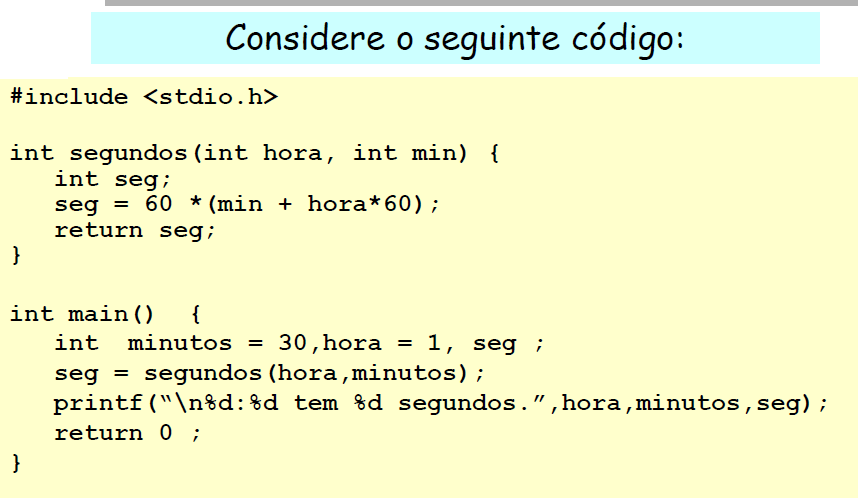 Considere o seguinte código:
#include <stdio.h>
int segundos(int hora, int min) {
int seg;
seg = 60 *(min + hora*60);
return seg;
}
int main()  {
int  minutos = 30,hora = 1, seg ;
seg = segundos(hora,minutos);
printf(“\n%d:%d tem %d segundos.”,hora,minutos,seg);
return 0 ;
}